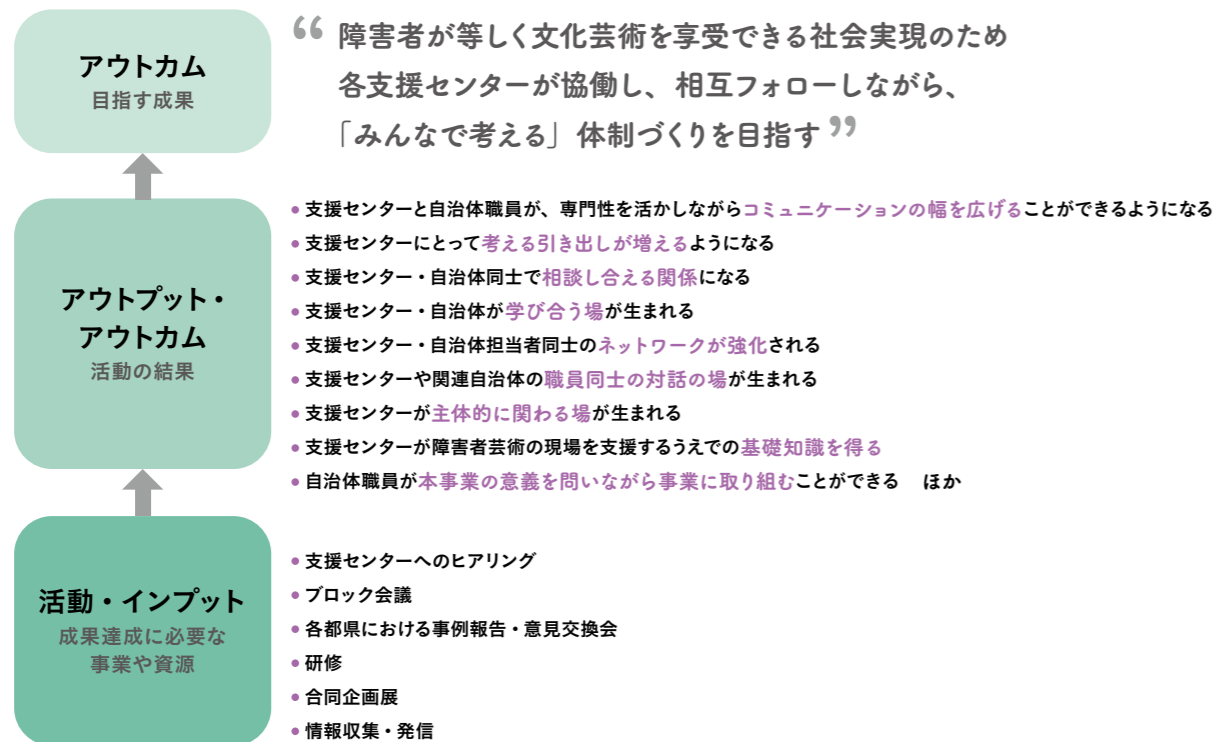 アウトカム
目指す成果
“ 障害者が等しく文化芸術を享受できる社会実現のため
各支援センターが協働し、相互フォローしながら、
「みんなで考える」体制づくりを目指す ”
アウトプット・
アウトカム
活動の結果
• 支援センターと自治体職員が、専門性を活かしながらコミュニケーションの幅を広げることができるようになる
• 支援センターにとって考える引き出しが増えるようになる
• 支援センター・自治体同士で相談し合える関係になる
• 支援センター・自治体が学び合う場が生まれる
• 支援センター・自治体担当者同士のネットワークが強化される
• 支援センターや関連自治体の職員同士の対話の場が生まれる
• 支援センターが主体的に関わる場が生まれる
• 支援センターが障害者芸術の現場を支援するうえでの基礎知識を得る
• 自治体職員が本事業の意義を問いながら事業に取り組むことができる　ほか
活動・インプット
成果達成に必要な
事業や資源
• 支援センターへのヒアリング
• ブロック会議
• 各都県における事例報告・意見交換会
• 研修
• 合同企画展
• 情報収集・発信